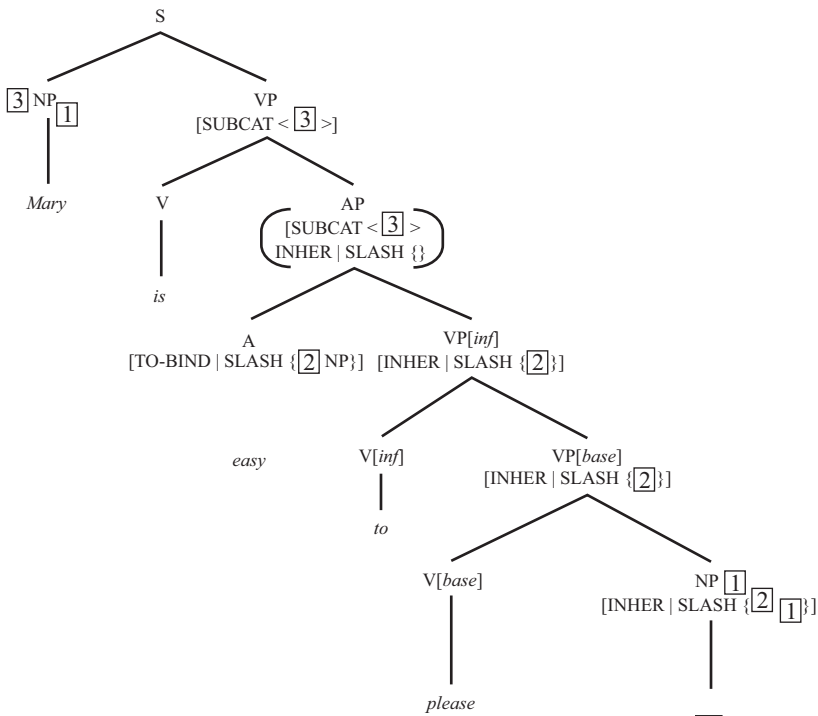 S
3 NP 1 VP
[SUBCAT < 3 >]
Mary V AP
[SUBCAT < 3 >
INHER | SLASH {}
is
A VP[inf]
[TO-BIND | SLASH { 2 NP}] [INHER | SLASH { 2 }]
easy V[inf] VP[base]
[INHER | SLASH { 2 }]
to
V[base] NP 1
[INHER | SLASH { 2 1 }]
please